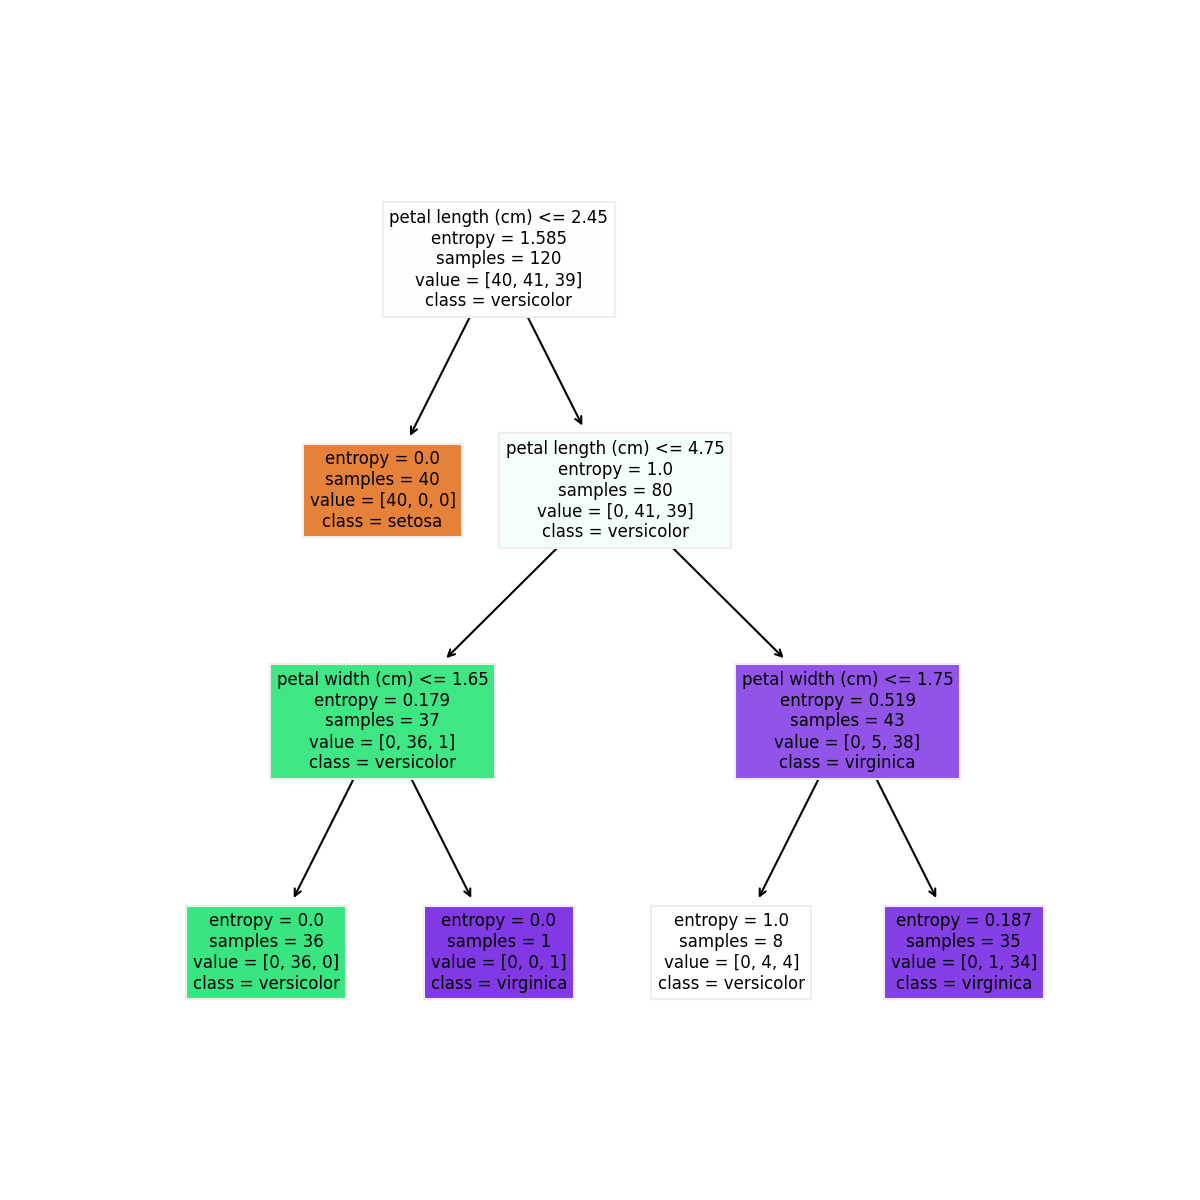 petal length (cm) <= 2.45
entropy = 1.585
samples = 120
value = [40, 41, 39]
class = versicolor
entropy = 0.0
samples = 40
value = [40, 0, 0]
class = setosa
petal length (cm) <= 4.75
entropy = 1.0
samples = 80
value = [0, 41, 39]
class = versicolor
petal width (cm) <= 1.65
entropy = 0.179
samples = 37
value = [0, 36, 1]
class = versicolor
petal width (cm) <= 1.75
entropy = 0.519
samples = 43
value = [0, 5, 38]
class = virginica
entropy = 0.0
samples = 36
value = [0, 36, 0]
class = versicolor
entropy = 0.0
samples = 1
value = [0, 0, 1]
class = virginica
entropy = 1.0
samples = 8
value = [0, 4, 4]
class = versicolor
entropy = 0.187
samples = 35
value = [0, 1, 34]
class = virginica